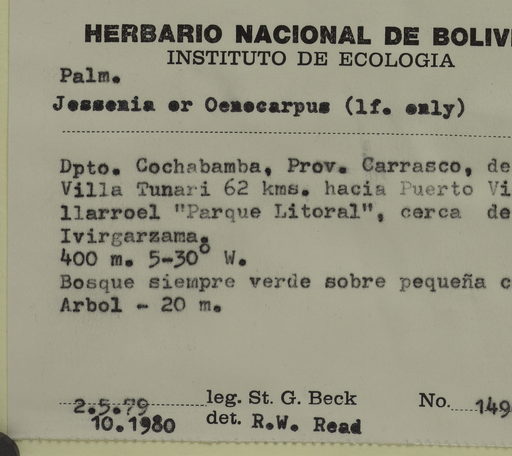 HERBARIO NACIONAL DE BOLIVI
INSTITUTO DE ECOLOGIA
Palm.
Jessenia or Oenocarpus (lf. only)
Dpto. Cochabamba, Prov. Carrasco, de
Villa Tunari 62 kms. hacia Puerto Vi
llarroel "Parque Litoral", cerca de
Ivirgarzama.
400 m. 5-30° W.
Bosque siempre verde sobre pequeña c
Arbol - 20 m.
2.5.79 leg. St. G. Beck No. 149
10.1980 det. R.W. Read